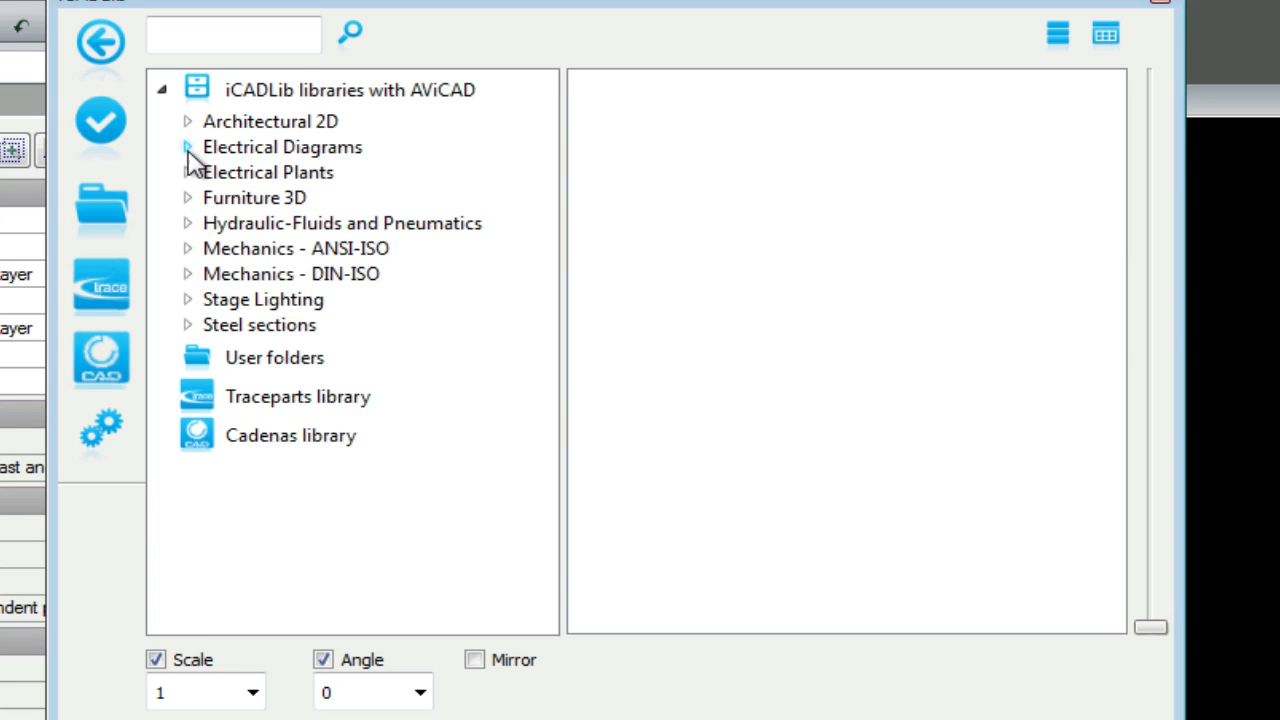 iCADLib libraries with AViCAD
Architectural 2D
Electrical Diagrams
Electrical Plants
Furniture 3D
Hydraulic-Fluids and Pneumatics
Mechanics - ANSI-ISO
Mechanics - DIN-ISO
Stage Lighting
Steel sections
User folders
Traceparts library
Cadenas library
trace
CAD
ayer
ayer
ast an
ndent
Scale
Angle
Mirror
1
0